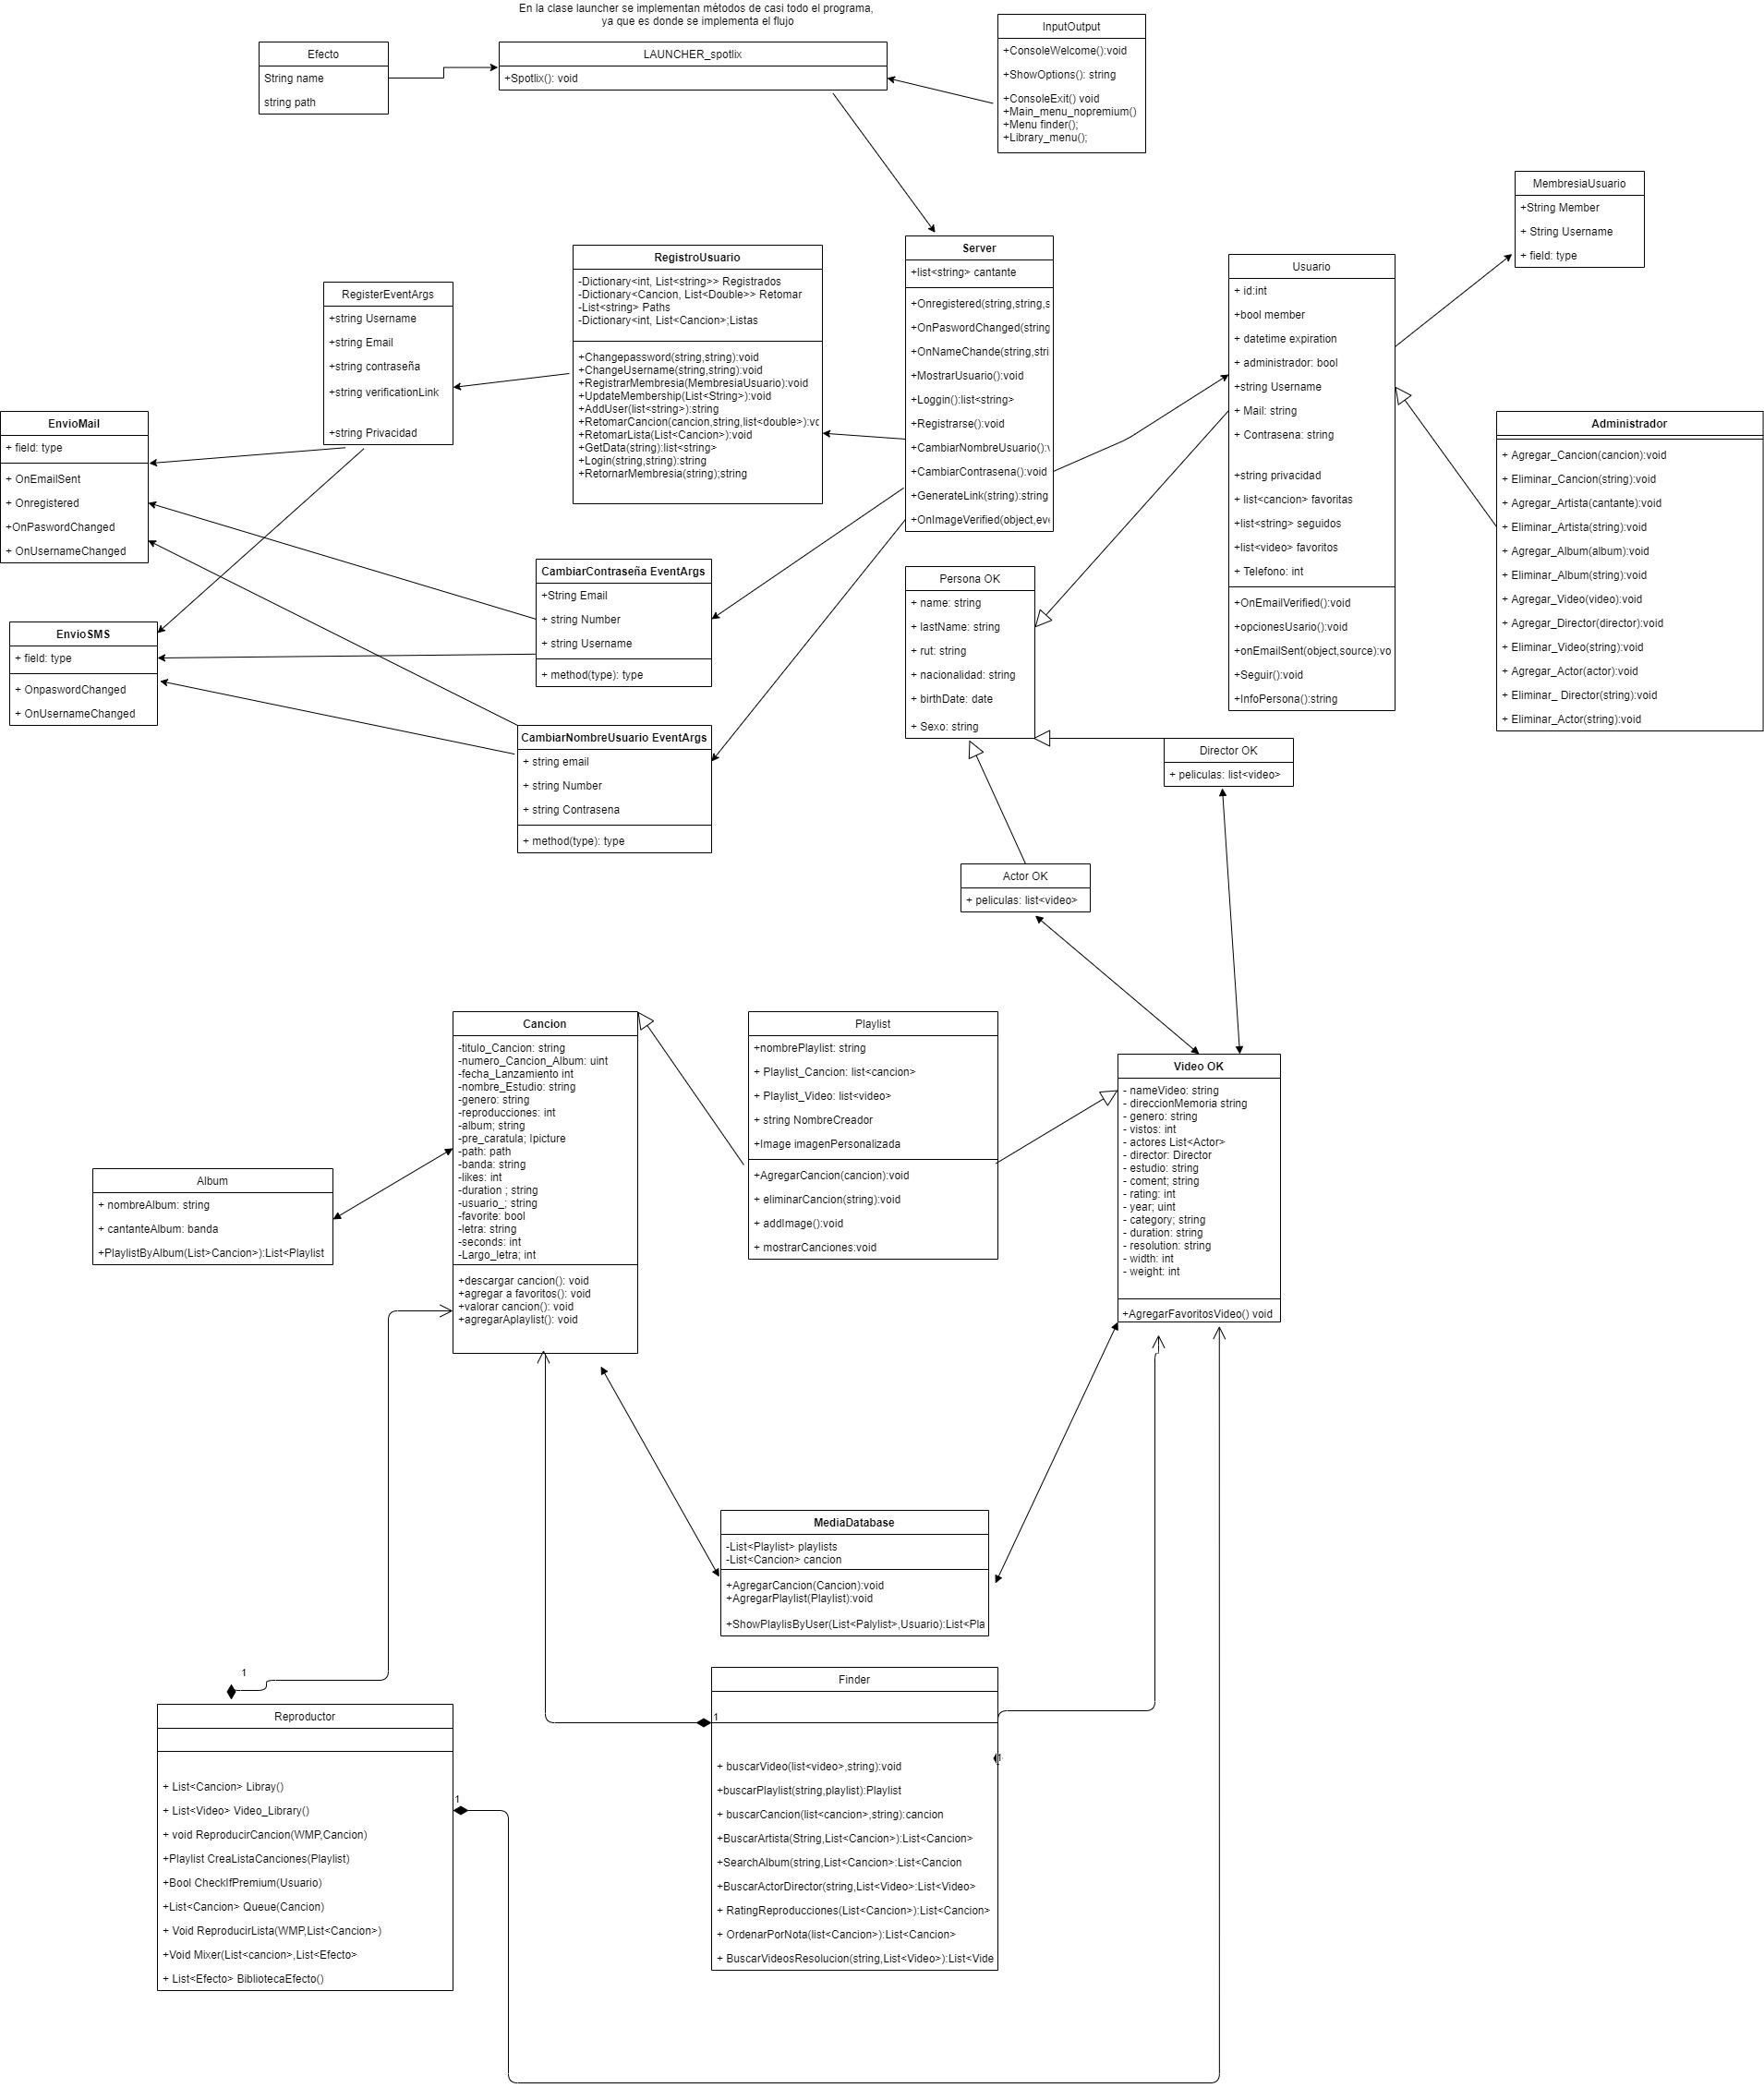 En la clase launcher se implementan métodos de casi todo el programa,
ya que es donde se implementa el flujo
Efecto
String name
string path
LAUNCHER_spotlix
+Spotlix(): void
InputOutput
+ConsoleWelcome():void
+ShowOptions(): string
+ConsoleExit() void
+Main_menu_nopremium()
+Menu finder();
+Library_menu();
MembresiaUsuario
+String Member
+ String Username
+ field: type
RegistroUsuario
-Dictionary<int, List<string>> Registrados
-Dictionary<Cancion, List<Double>> Retomar
-List<string> Paths
-Dictionary<int, List<Cancion>;Listas
+Changepassword(string,string):void
+ChangeUsername(string,string):void
+RegistrarMembresia(MembresiaUsuario):void
+UpdateMembership(List<String>):void
+AddUser(list<string>):string
+RetomarCancion(cancion,string,list<double>):vo
+RetomarLista(List<Cancion>):void
+GetData(string):list<string>
+Login(string,string):string
+RetornarMembresia(string);string
Server
+list<string> cantante
+Onregistered(string,string,s
+OnPaswordChanged(string
+OnNameChande(string,stri
+MostrarUsuario():void
+Loggin():list<string>
+Registrarse():void
+CambiarNombreUsuario():v
+CambiarContrasena():void
+GenerateLink(string):string
+OnImageVerified(object,eve
Usuario
+ id:int
+bool member
+ datetime expiration
+ administrador: bool
+string Username
+ Mail: string
+ Contrasena: string
+string privacidad
+ list<cancion> favoritas
+list<string> seguidos
+list<video> favoritos
+ Telefono: int
+OnEmailVerified():void
+opcionesUsario():void
+onEmailSent(object,source):vo
+Seguir():void
+InfoPersona():string
RegisterEventArgs
+string Username
+string Email
+string contraseña
+string verificationLink
+string Privacidad
EnvioMail
+ field: type
+ OnEmailSent
+ Onregistered
+OnPaswordChanged
+ OnUsernameChanged
Administrador
+ Agregar_Cancion(cancion):void
+ Eliminar_Cancion(string):void
+ Agregar_Artista(cantante):void
+ Eliminar_Artista(string):void
+ Agregar_Album(album):void
+ Eliminar_Album(string):void
+ Agregar_Video(video):void
+ Agregar_Director(director):void
+ Eliminar_Video(string):void
+ Agregar_Actor(actor):void
+ Eliminar_ Director(string):void
+ Eliminar_Actor(string):void
CambiarContraseña EventArgs
+String Email
+ string Number
+ string Username
+ method(type): type
Persona OK
+ name: string
+ lastName: string
+ rut: string
+ nacionalidad: string
+ birthDate: date
+ Sexo: string
EnvioSMS
+ field: type
+ OnpaswordChanged
+ OnUsernameChanged
CambiarNombreUsuario EventArgs
+ string email
+ string Number
+ string Contrasena
+ method(type): type
Director OK
+ peliculas: list<video>
Actor OK
+ peliculas: list<video>
Cancion
-titulo_Cancion: string
-numero_Cancion_Album: uint
-fecha_Lanzamiento int
-nombre_Estudio: string
-genero: string
-reproducciones: int
-album; string
-pre_caratula; Ipicture
-path: path
-banda: string
-likes: int
-duration ; string
-usuario_; string
-favorite: bool
-letra: string
-seconds: int
-Largo_letra; int
+descargar cancion(): void
+agregar a favoritos(): void
+valorar cancion(): void
+agregarAplaylist(): void
Playlist
+nombrePlaylist: string
+ Playlist_Cancion: list<cancion>
+ Playlist_Video: list<video>
+ string NombreCreador
+Image imagenPersonalizada
+AgregarCancion(cancion):void
+ eliminarCancion(string):void
+ addImage():void
+ mostrarCanciones:void
Video OK
- nameVideo: string
- direccionMemoria string
- genero: string
- vistos: int
- actores List<Actor>
- director: Director
- estudio: string
- coment; string
- rating: int
- year; uint
- category; string
- duration: string
- resolution: string
- width: int
- weight: int
+AgregarFavoritosVideo() void
Album
+ nombreAlbum: string
+ cantanteAlbum: banda
+PlaylistByAlbum(List>Cancion>):List<Playlist
MediaDatabase
-List<Playlist> playlists
-List<Cancion> cancion
+AgregarCancion(Cancion):void
+AgregarPlaylist(Playlist):void
+ShowPlaylisByUser(List<Palylist>,Usuario):List<Pla
1
Reproductor
+ List<Cancion> Libray()
+ List<Video> Video_Library()
+ void ReproducirCancion(WMP,Cancion)
+Playlist CreaListaCanciones(Playlist)
+Bool CheckIfPremium(Usuario)
+List<Cancion> Queue(Cancion)
+ Void ReproducirLista(WMP,List<Cancion>)
+Void Mixer(List<cancion>,List<Efecto>
+ List<Efecto> BibliotecaEfecto()
1
Finder
1
1
+ buscarVideo(list<video>,string):void
+buscarPlaylist(string,playlist):Playlist
+ buscarCancion(list<cancion>,string):cancion
+BuscarArtista(String,List<Cancion>):List<Cancion>
+SearchAlbum(string,List<Cancion>:List<Cancion
+BuscarActorDirector(string,List<Video>:List<Video>
+ RatingReproducciones(List<Cancion>):List<Cancion>
+ OrdenarPorNota(list<Cancion>):List<Cancion>
+ BuscarVideosResolucion(string,List<Video>):List<Vide